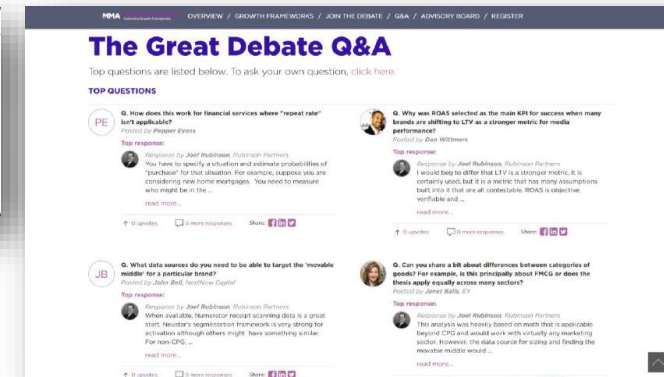 MMA
OVERVIEW / GROWTH FRAMEWORKS / JOIN THE DEBATE / Q&A / ADVISORY BOARD / REGISTER
The Great Debate Q&A
Top questions are listed below. To ask your own question, click here.
TOP QUESTIONS
PE
Q. How does this work for financial services where "repeat rate"
isn't applicable?
Posted by Pepper Evans
Top response:
Response by Joel Rubinson, Rubinson Partners
You have to specify a situation and estimate probabilities of
"purchase" for that situation. For example, suppose you are
considering new home mortgages. You need to measure
who might be in the ...
read more...
0 upvotes 0 more responses Share:
Q. Why was ROAS selected as the main KPI for success when many
brands are shifting to LTV as a stronger metric for media
performance?
Posted by Dan Wittmers
Top response:
Response by Joel Rubinson, Rubinson Partners
I would beg to differ that LTV is a stronger metric. It is
certainly used, but it is a metric that has many assumptions
built into it that are all contestable. ROAS is objective,
verifiable and ...
read more...
0 upvotes 0 more responses Share:
JB
Q. What data sources do you need to be able to target the 'movable
middle' for a particular brand?
Posted by John Bell, NextNow Digital
Top response:
Response by Joel Rubinson, Rubinson Partners
When available, Numerator receipt scanning data is a great
start. Neustar's segmentation framework is very strong for
activation although others might have something similar.
For non-CPG, ...
read more...
0 upvotes 0 more responses Share:
Q. Can you share a bit about differences between categories of
goods? For example, is this principally about FMCG or does the
thesis apply equally across many sectors?
Posted by Janet Balis, EY
Top response:
Response by Joel Rubinson, Rubinson Partners
This analysis was heavily based on math that is applicable
beyond CPG and would work with virtually any marketing
sector. However, the data source for sizing and finding the
movable middle would ...
read more...